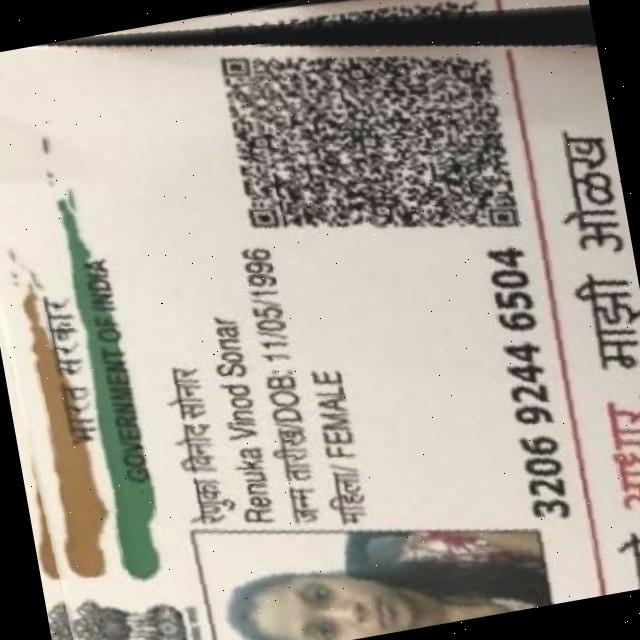 भारत सरकार
GOVERNMENT OF INDIA
रेणुका विनोद सोनार
Renuka Vinod Sonar
जन्म तारीख/DOB: 11/05/1996
महिला/ FEMALE
3206 9244 6504
आधार माझी ओळख